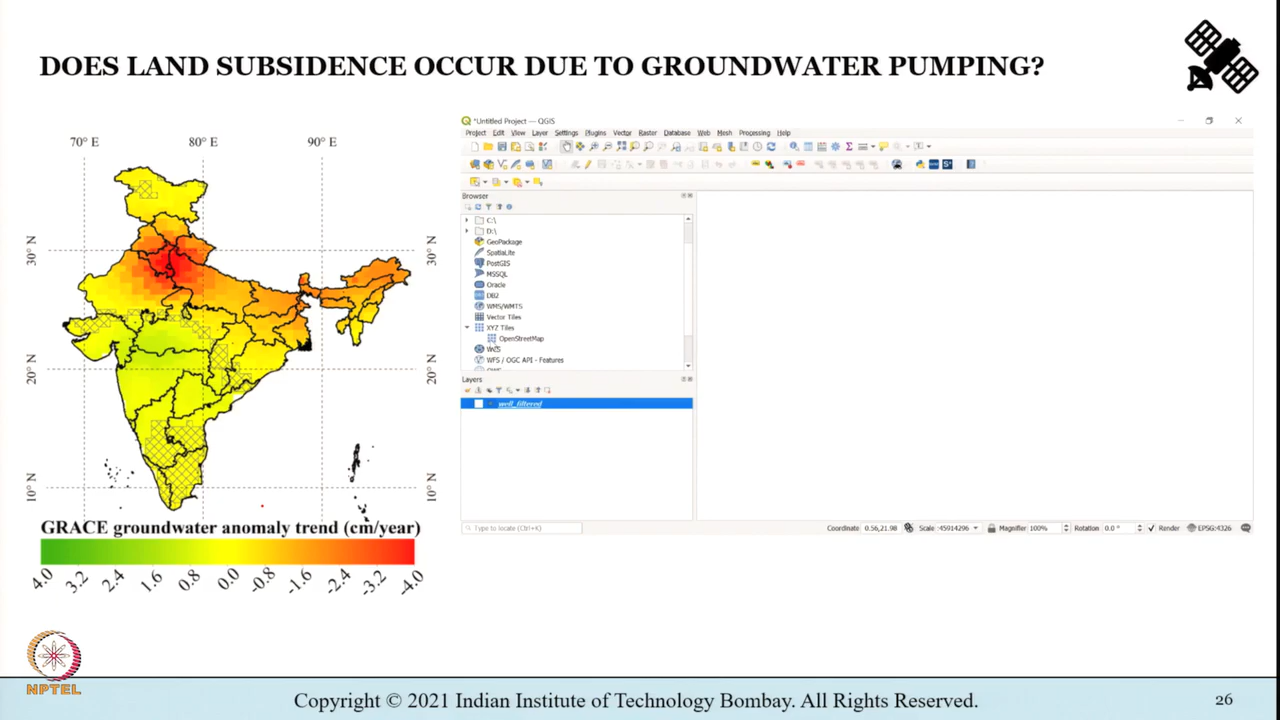 DOES LAND SUBSIDENCE OCCUR DUE TO GROUNDWATER PUMPING?
70° E
80° E
90° E
30° N
30° N
20° N
20° N
10° N
10° N
GRACE groundwater anomaly trend (cm/year)
4.0 3.2 2.4 1.6 0.8 0.0 -0.8 -1.6 -2.4 -3.2 -4.0
*Untitled Project — QGIS
Project Edit View Layer Settings Plugins Vector Raster Database Web Mesh Processing Help
Browser
C:\
D:\
GeoPackage
SpatiaLite
PostGIS
MSSQL
Oracle
DB2
WMS/WMTS
Vector Tiles
XYZ Tiles
OpenStreetMap
WFS / OGC API - Features
Layers
well_filtered
Type to locate (Ctrl+K)
Coordinate 0.56,21.98 Scale :45914296 Magnifier 100% Rotation 0.0 ° Render EPSG:4326
NPTEL
Copyright © 2021 Indian Institute of Technology Bombay. All Rights Reserved.
26